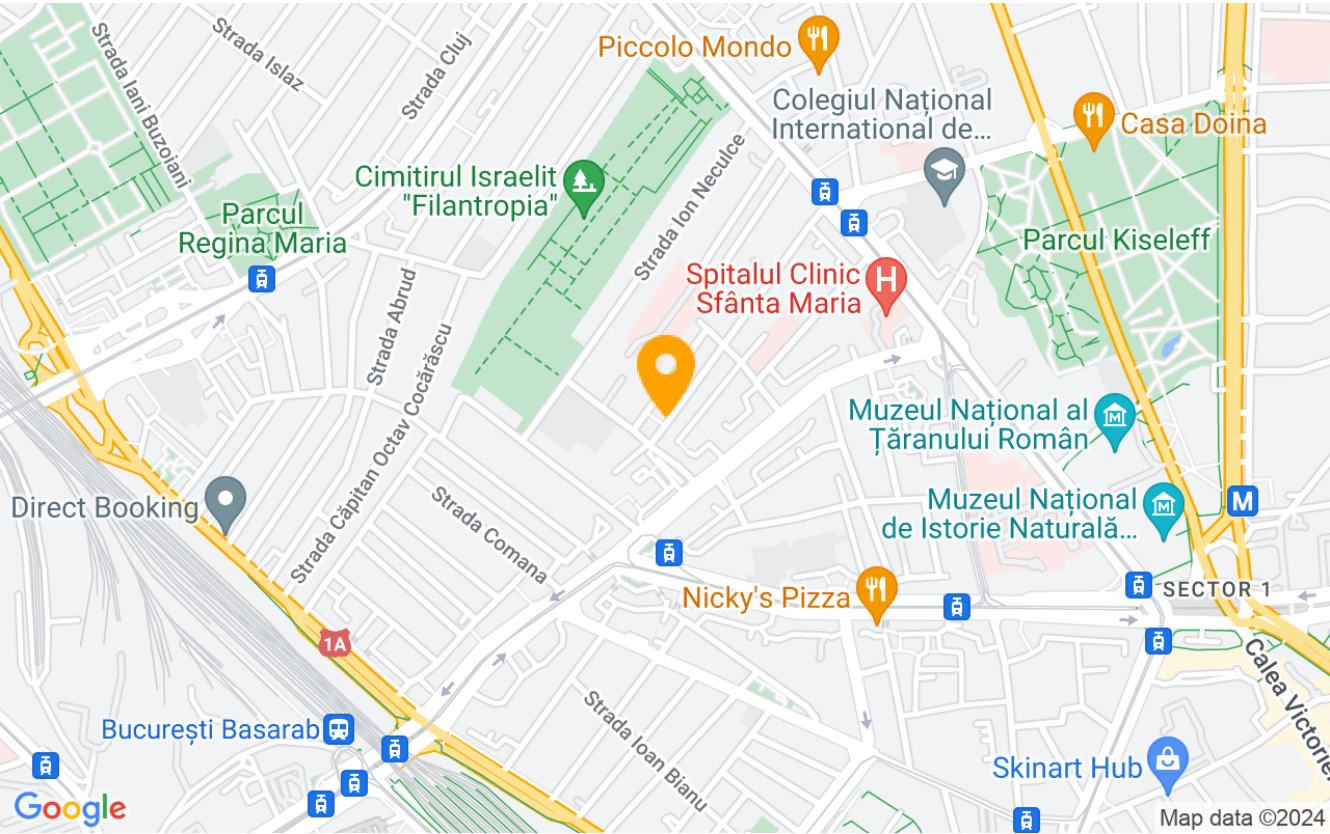 Strada Iani Buzoiani
Strada Islaz
Strada Cluj
Piccolo Mondo
Colegiul Național
International de...
Casa Doina
Cimitirul Israelit
"Filantropia"
Strada Ion Neculce
Parcul
Regina Maria
Parcul Kiseleff
Spitalul Clinic
Sfânta Maria
H
Strada Abrud
Strada Căpitan Octav Cocărăscu
Muzeul Național al
Țăranului Român
M
Direct Booking
Strada Comana
Muzeul Național
de Istorie Naturală...
M
M
Nicky's Pizza
SECTOR 1
1A
Calea Victoriei
București Basarab
Strada Ioan Bianu
Skinart Hub
Google
Map data ©2024